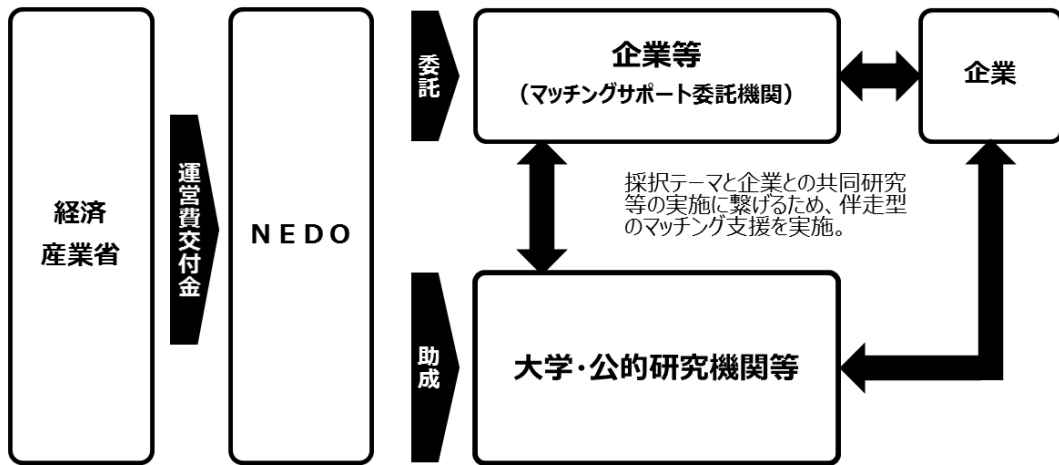 経済
産業省
運営費交付金
NEDO
委託
企業等
（マッチングサポート委託機関）
企業
採択テーマと企業との共同研究
等の実施に繋げるため、伴走型
のマッチング支援を実施。
助成
大学・公的研究機関等